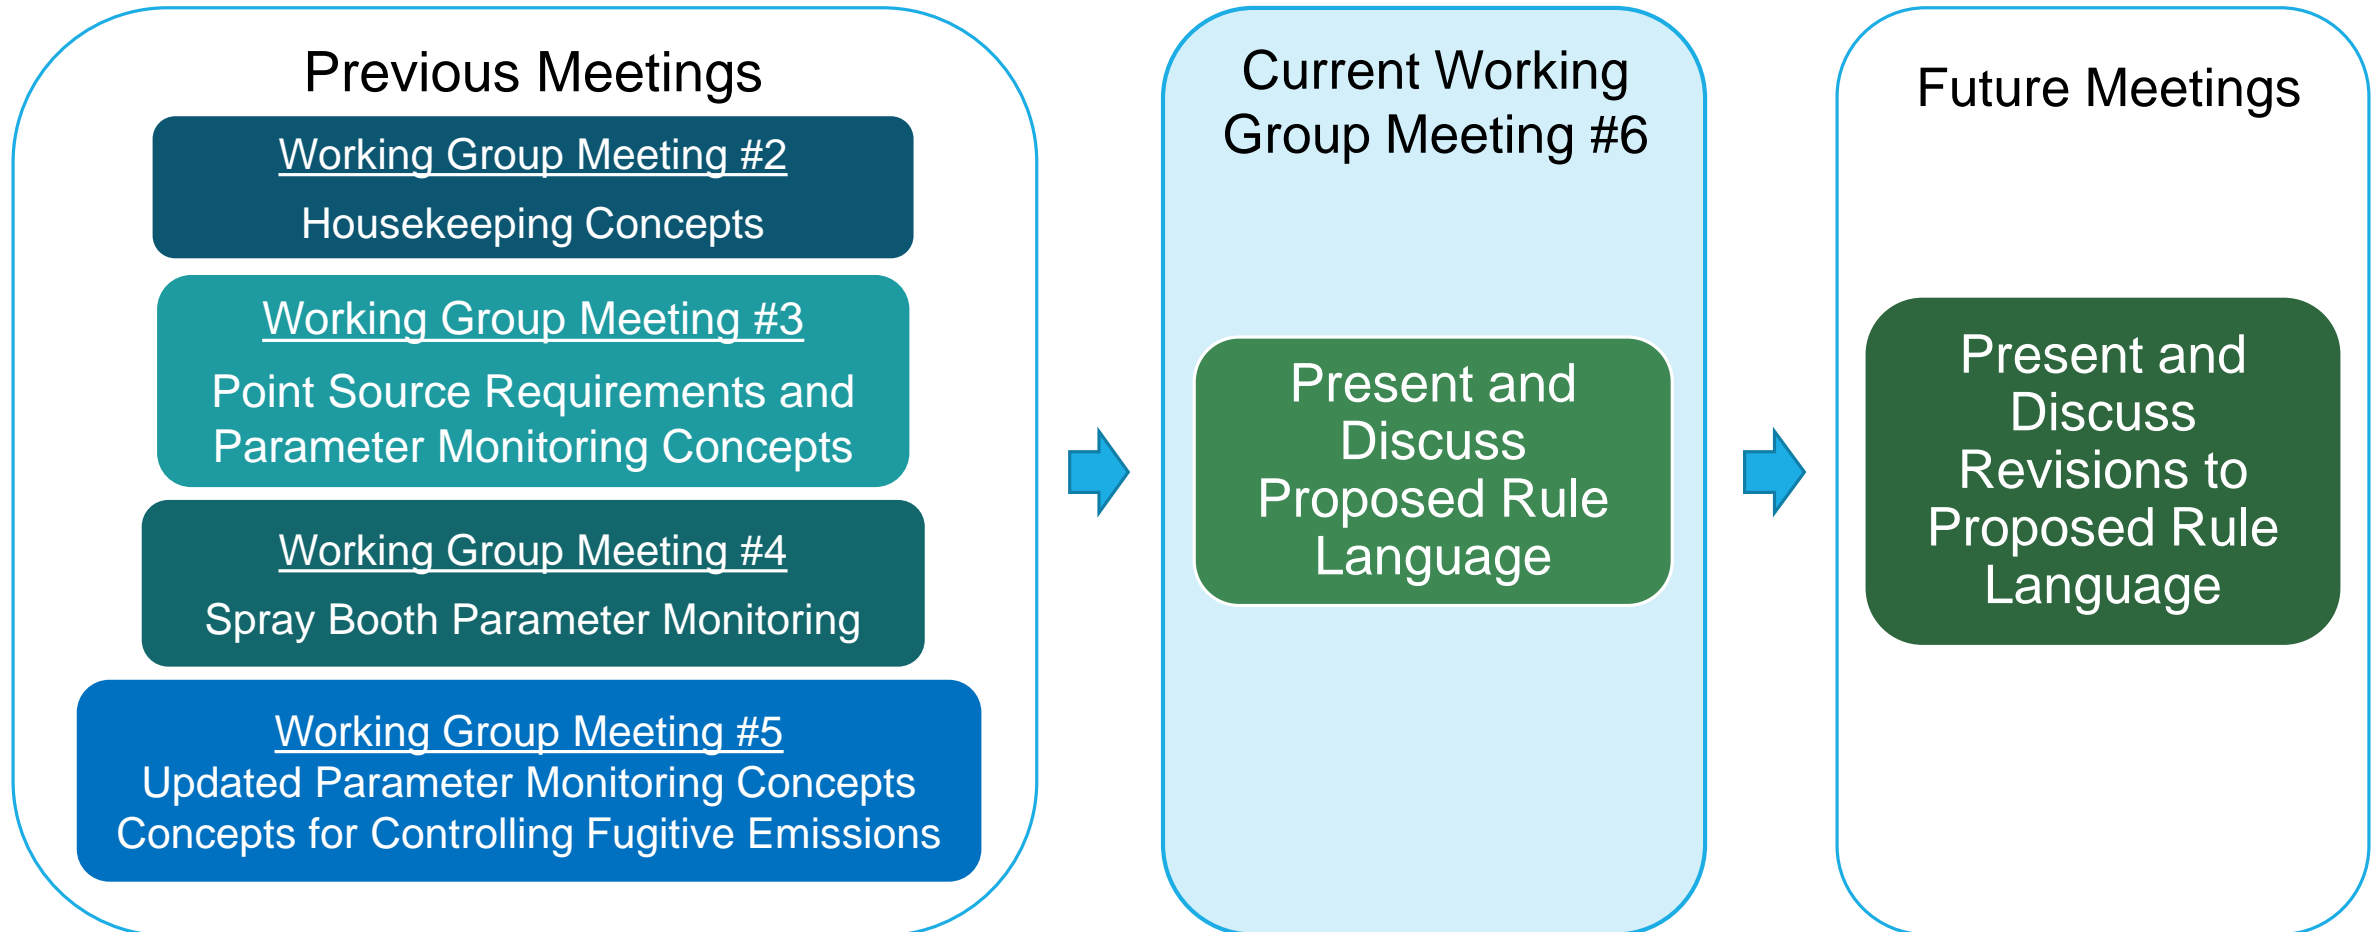 Previous Meetings
Working Group Meeting #2
Housekeeping Concepts
Working Group Meeting #3
Point Source Requirements and
Parameter Monitoring Concepts
Working Group Meeting #4
Spray Booth Parameter Monitoring
Working Group Meeting #5
Updated Parameter Monitoring Concepts
Concepts for Controlling Fugitive Emissions
Current Working
Group Meeting #6
Present and
Discuss
Proposed Rule
Language
Future Meetings
Present and
Discuss
Revisions to
Proposed Rule
Language